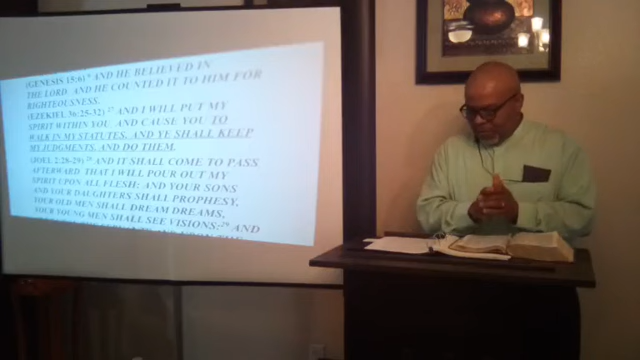 (GENESIS 15:6) 6 AND HE BELIEVED IN
THE LORD. AND HE COUNTED IT TO HIM FOR
RIGHTEOUSNESS.
(EZEKIEL 36:25-32) 27 AND I WILL PUT MY
SPIRIT WITHIN YOU, AND CAUSE YOU TO
WALK IN MY STATUTES, AND YE SHALL KEEP
MY JUDGMENTS, AND DO THEM.
(JOEL 2:28-29) 28 AND IT SHALL COME TO PASS
AFTERWARD, THAT I WILL POUR OUT MY
SPIRIT UPON ALL FLESH; AND YOUR SONS
AND YOUR DAUGHTERS SHALL PROPHESY,
YOUR OLD MEN SHALL DREAM DREAMS,
YOUR YOUNG MEN SHALL SEE VISIONS: 29 AND